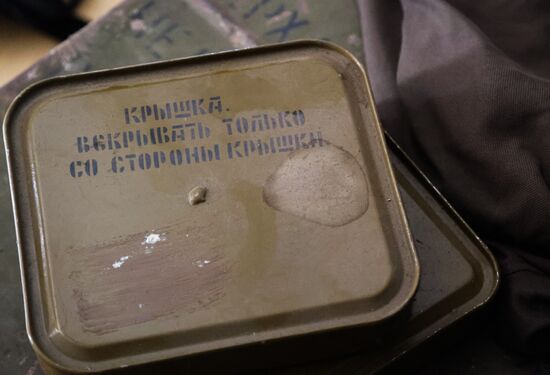 КРЫШКА.
ВСКРЫВАТЬ ТОЛЬКО
СО СТОРОНЫ КРЫШКИ.